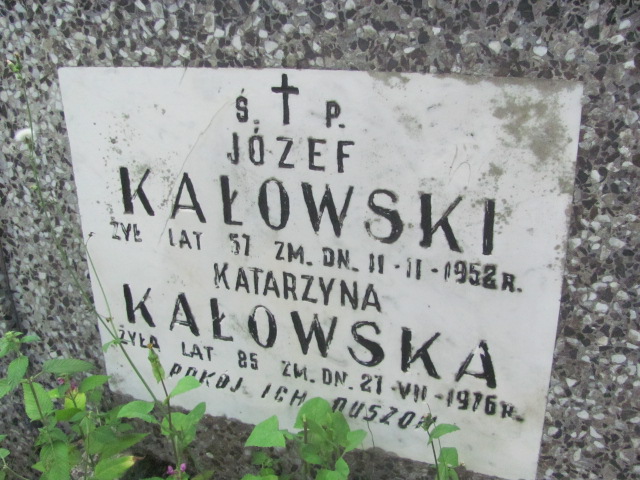 Ś. P.
JÓZEF
KAŁOWSKI
ŻYŁ LAT 57 ZM. DN. 11-11-1952 R.
KATARZYNA
KAŁOWSKA
ŻYŁA LAT 85 ZM. DN. 27-VII-1976 R.
POKÓJ ICH DUSZOM